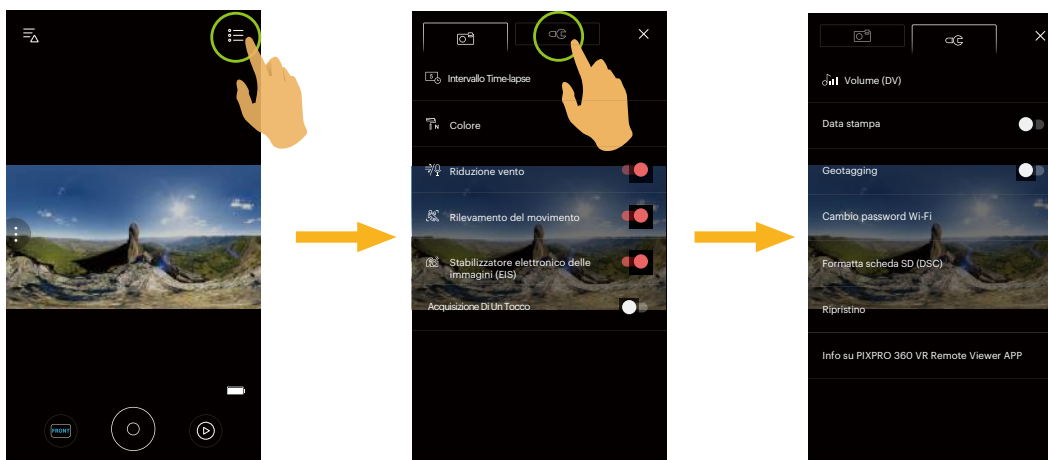 FRONT
Intervallo Time-lapse
Colore
Riduzione vento
Rilevamento del movimento
Stabilizzatore elettronico delle
immagini (EIS)
Acquisizione Di Un Tocco
Volume (DV)
Data stampa
Geotagging
Cambio password Wi-Fi
Formatta scheda SD (DSC)
Ripristino
Info su PIXPRO 360 VR Remote Viewer APP